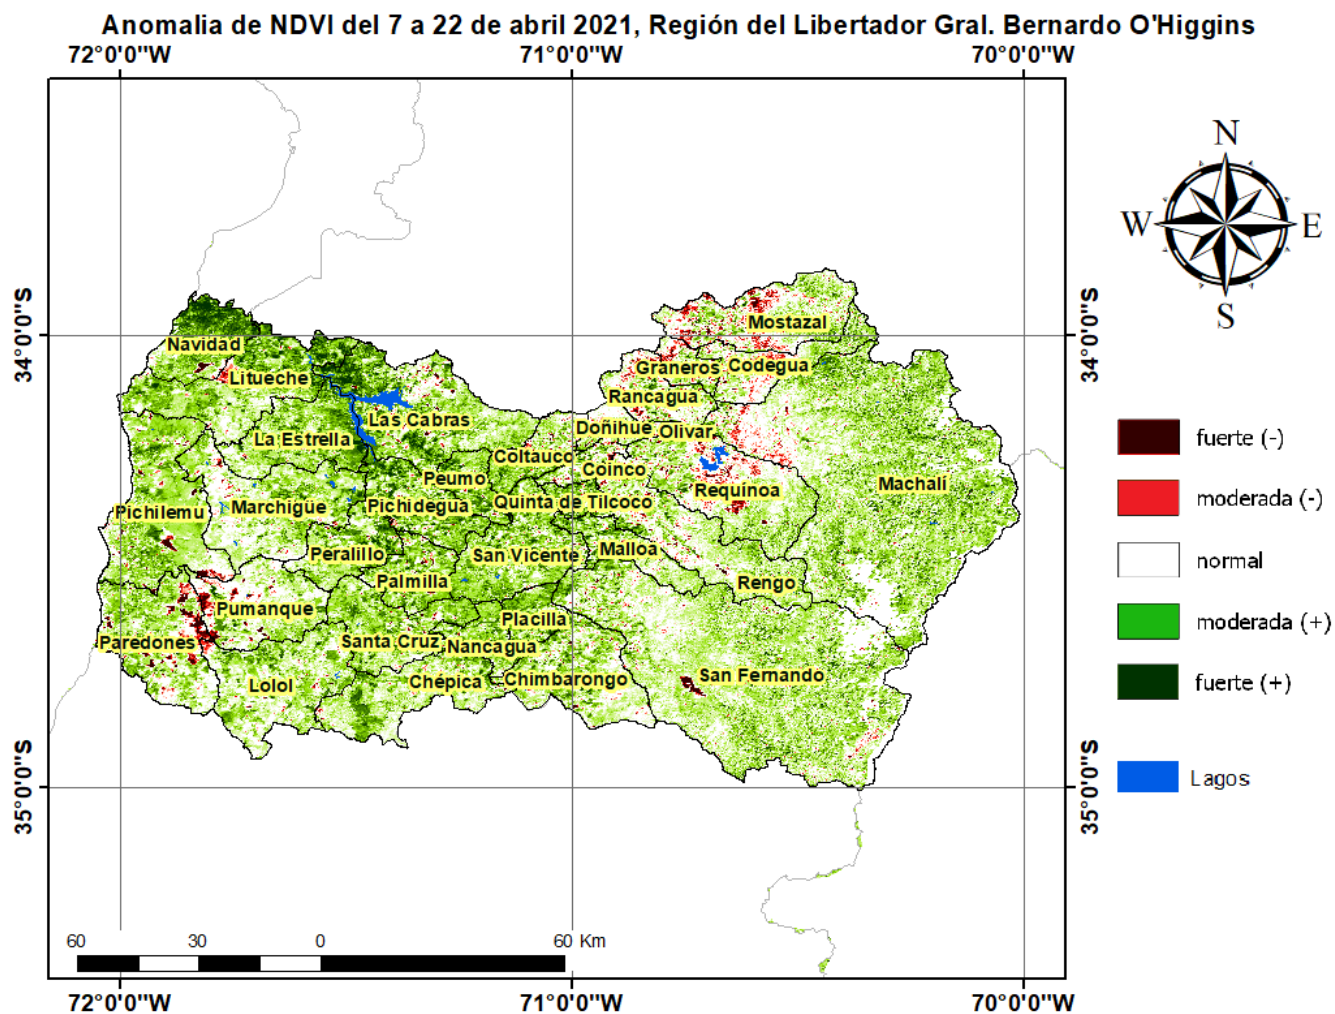 Anomalia de NDVI del 7 a 22 de abril 2021, Región del Libertador Gral. Bernardo O'Higgins
72°0'0"W
71°0'0"W
70°0'0"W
N
W
E
S
34°0'0"S
34°0'0"S
Mostazal
Navidad
Graneros
Codegua
Litueche
Rancagua
Las Cabras
Doñihue
Olivar
La Estrella
Coltauco
Coinco
Peumo
Machalí
Requínoa
Pichilemu
Marchigüe
Pichidegua
Quinta de Tilcoco
Peralillo
San Vicente
Malloa
Palmilla
Rengo
Pumanque
Placilla
Paredones
Santa Cruz
Nancagua
Lolol
Chépica
Chimbarongo
San Fernando
fuerte (-)
moderada (-)
normal
moderada (+)
fuerte (+)
Lagos
35°0'0"S
35°0'0"S
60
30
0
60 Km
72°0'0"W
71°0'0"W
70°0'0"W